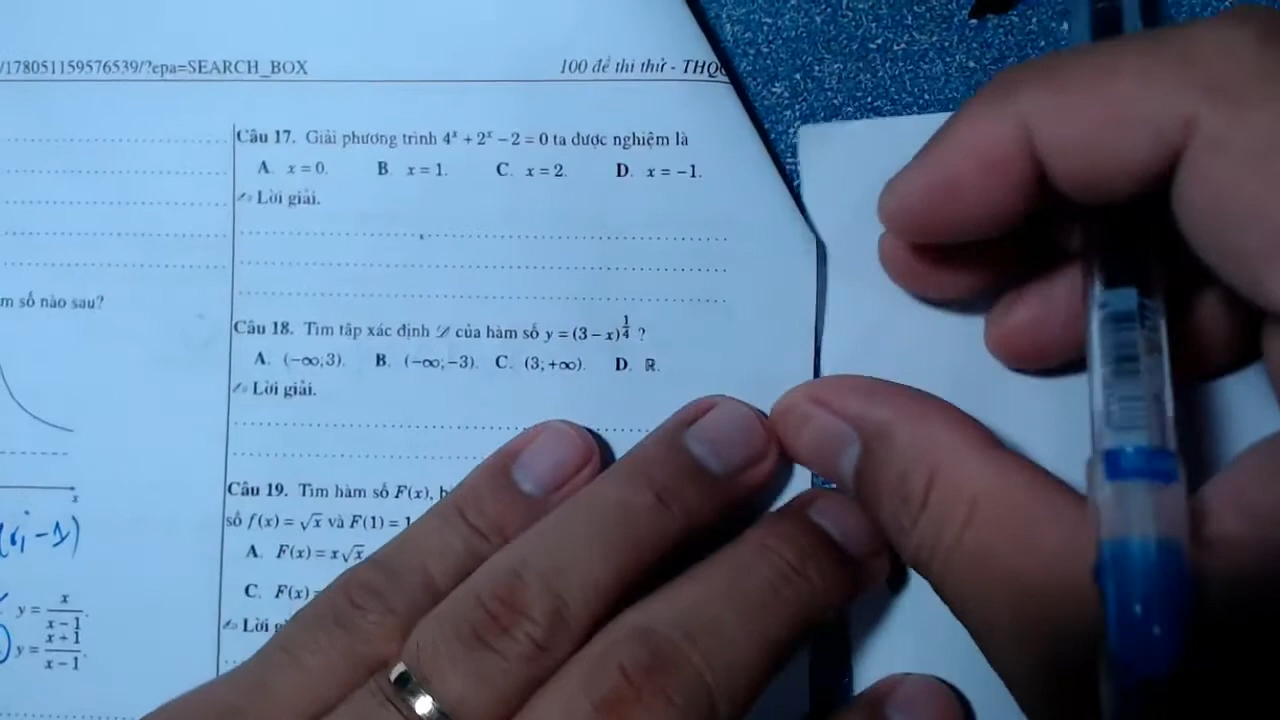 /178051159576539/?epa=SEARCH_BOX
100 đề thi thử - THQG
m số nào sau?
x
y = x/(x − 1).
y = (x + 1)/(x − 1).
Câu 17. Giải phương trình 4^x + 2^x − 2 = 0 ta được nghiệm là
A. x = 0. B. x = 1. C. x = 2. D. x = −1.
Lời giải.
Câu 18. Tìm tập xác định 𝒟 của hàm số y = (3 − x)^(1/4) ?
A. (−∞;3). B. (−∞;−3). C. (3;+∞). D. ℝ.
Lời giải.
Câu 19. Tìm hàm số F(x),
số f(x) = √x và F(1) = 1
A. F(x) = x√x
C. F(x) =
Lời